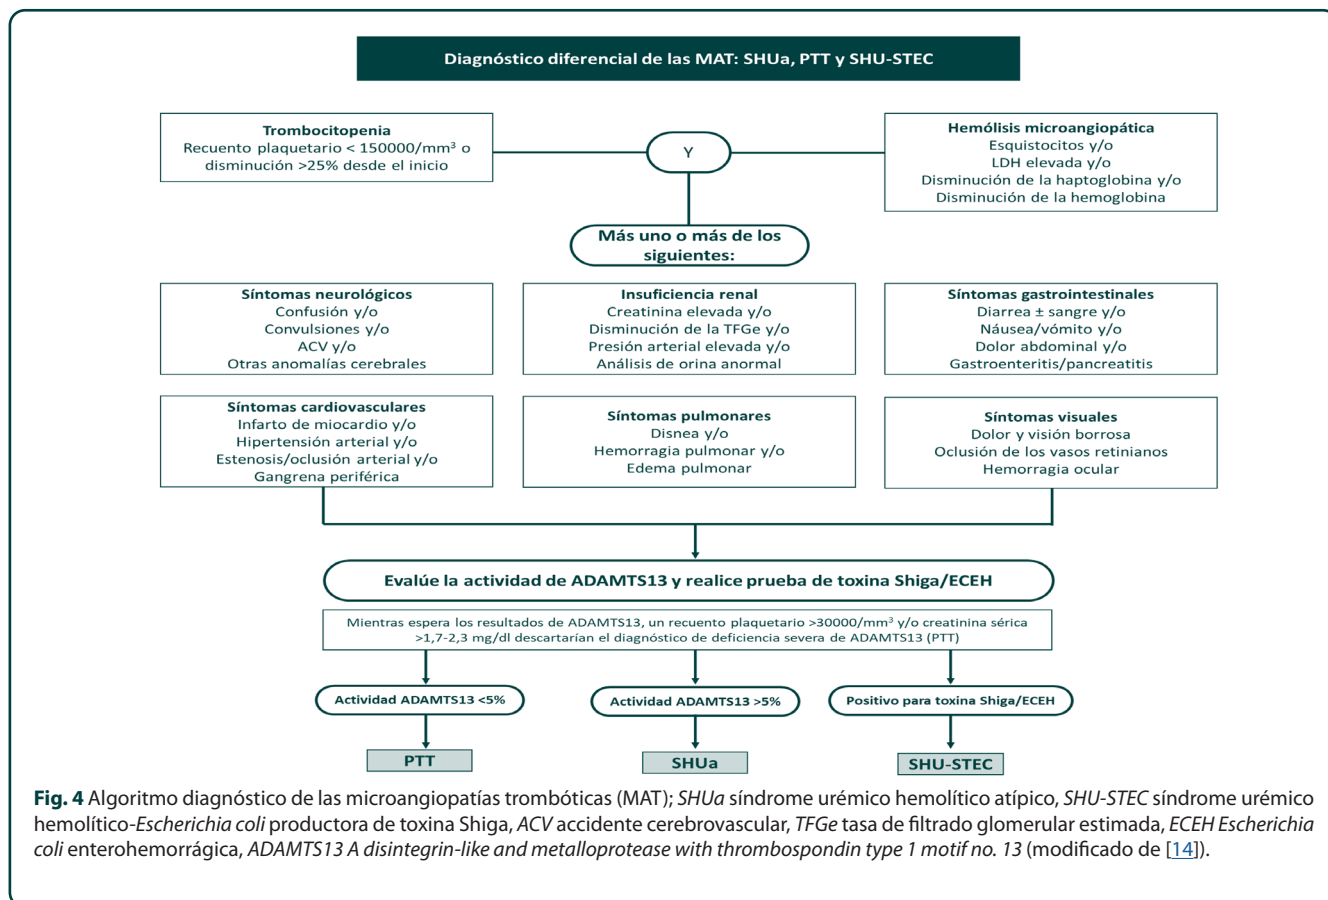 Diagnóstico diferencial de las MAT: SHUa, PTT y SHU-STEC
Trombocitopenia
Recuento plaquetario < 150000/mm³ o
disminución >25% desde el inicio
Y
Hemólisis microangiopática
Esquistocitos y/o
LDH elevada y/o
Disminución de la haptoglobina y/o
Disminución de la hemoglobina
Más uno o más de los
siguientes:
Síntomas neurológicos
Confusión y/o
Convulsiones y/o
ACV y/o
Otras anomalías cerebrales
Insuficiencia renal
Creatinina elevada y/o
Disminución de la TFGe y/o
Presión arterial elevada y/o
Análisis de orina anormal
Síntomas gastrointestinales
Diarrea ± sangre y/o
Náusea/vómito y/o
Dolor abdominal y/o
Gastroenteritis/pancreatitis
Síntomas cardiovasculares
Infarto de miocardio y/o
Hipertensión arterial y/o
Estenosis/oclusión arterial y/o
Gangrena periférica
Síntomas pulmonares
Disnea y/o
Hemorragia pulmonar y/o
Edema pulmonar
Síntomas visuales
Dolor y visión borrosa
Oclusión de los vasos retinianos
Hemorragia ocular
Evalúe la actividad de ADAMTS13 y realice prueba de toxina Shiga/ECEH
Mientras espera los resultados de ADAMTS13, un recuento plaquetario >30000/mm³ y/o creatinina sérica
>1,7-2,3 mg/dl descartarían el diagnóstico de deficiencia severa de ADAMTS13 (PTT)
Actividad ADAMTS13 <5%
Actividad ADAMTS13 >5%
Positivo para toxina Shiga/ECEH
PTT
SHUa
SHU-STEC
Fig. 4 Algoritmo diagnóstico de las microangiopatías trombóticas (MAT); SHUa síndrome urémico hemolítico atípico, SHU-STEC síndrome urémico
hemolítico-Escherichia coli productora de toxina Shiga, ACV accidente cerebrovascular, TFGe tasa de filtrado glomerular estimada, ECEH Escherichia
coli enterohemorrágica, ADAMTS13 A disintegrin-like and metalloprotease with thrombospondin type 1 motif no. 13 (modificado de [14]).